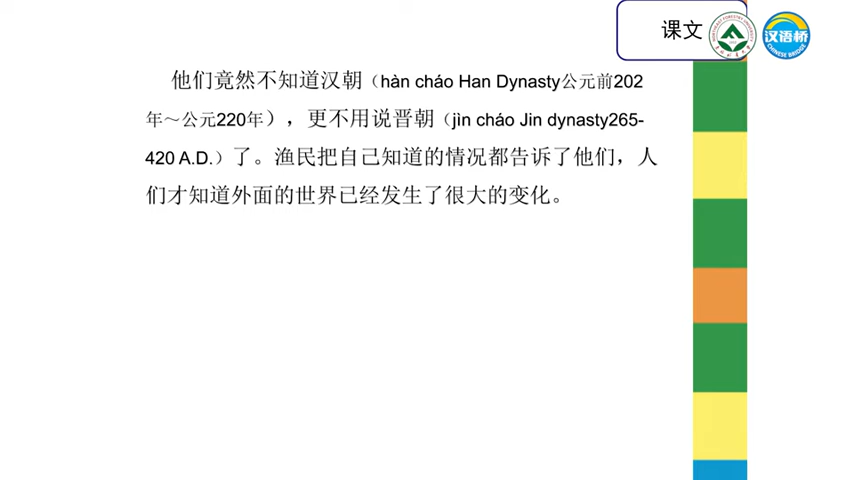 课文
汉语桥
CHINESE BRIDGE
他们竟然不知道汉朝（hàn cháo Han Dynasty公元前202
年～公元220年），更不用说晋朝（jìn cháo Jin dynasty265-
420 A.D.）了。渔民把自己知道的情况都告诉了他们，人
们才知道外面的世界已经发生了很大的变化。